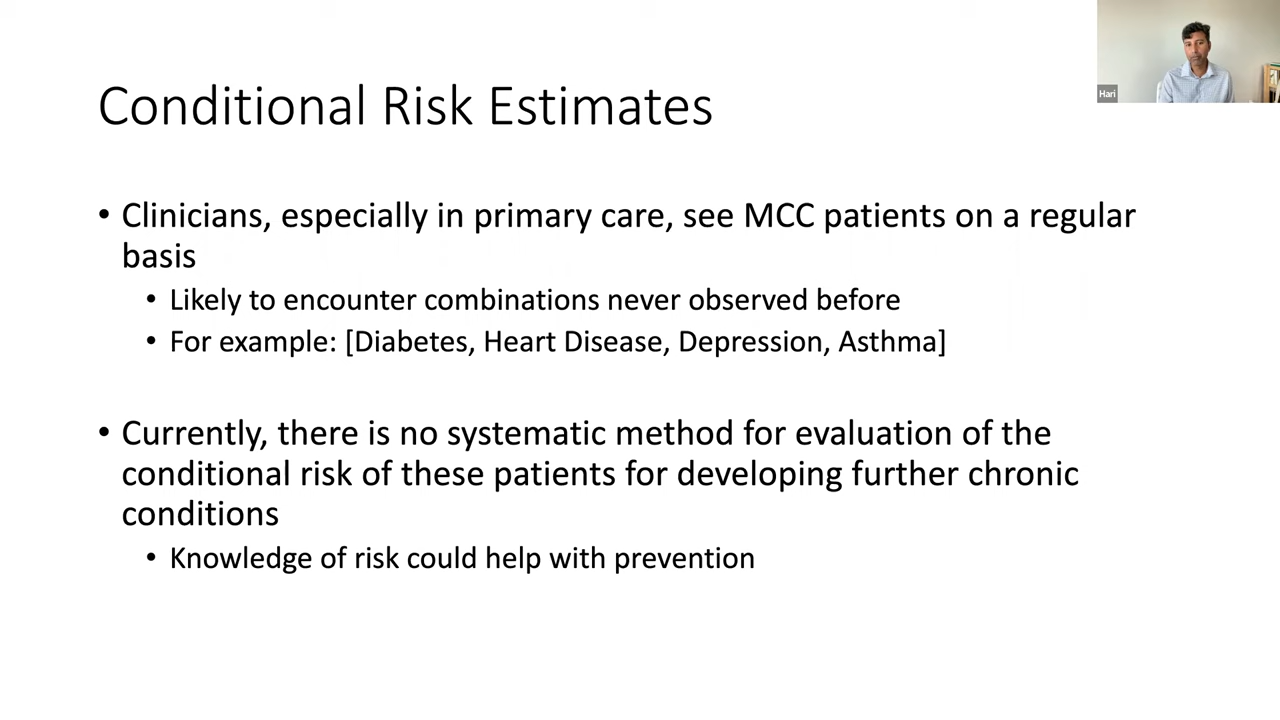 Conditional Risk Estimates
Hari
• Clinicians, especially in primary care, see MCC patients on a regular
basis
• Likely to encounter combinations never observed before
• For example: [Diabetes, Heart Disease, Depression, Asthma]
• Currently, there is no systematic method for evaluation of the
conditional risk of these patients for developing further chronic
conditions
• Knowledge of risk could help with prevention